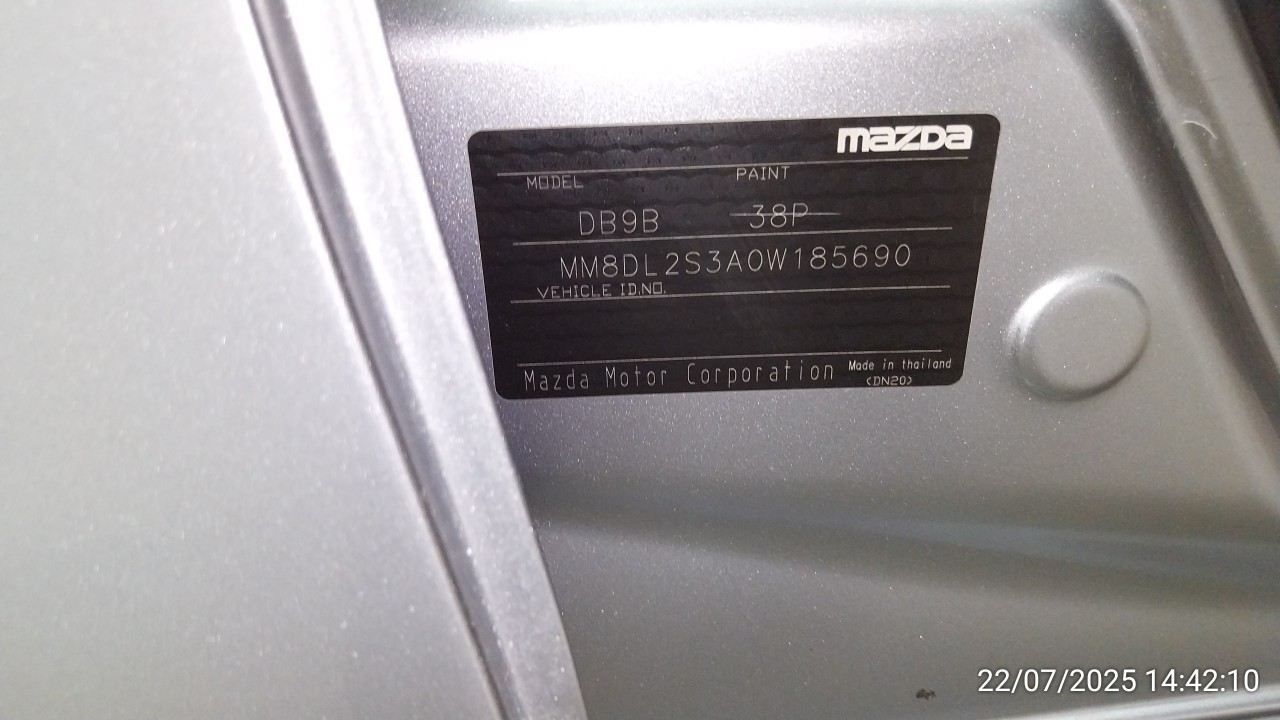 mazda
MODEL PAINT
DB9B 38P
MM8DL2S3A0W185690
VEHICLE ID.NO.
Mazda Motor Corporation Made in thailand
(DN20)
22/07/2025 14:42:10